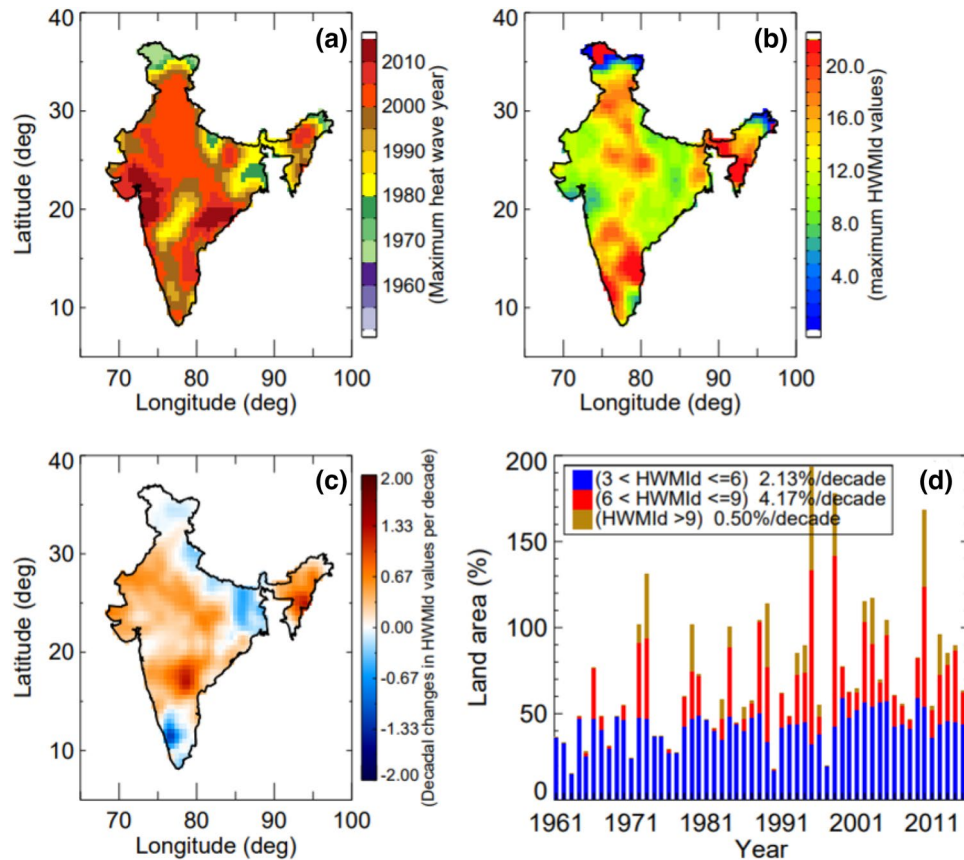 (a)
40
30
20
10
Latitude (deg)
70 80 90 100
Longitude (deg)
2010
2000
1990
1980
1970
1960
(Maximum heat wave year)
(b)
40
30
20
10
Latitude (deg)
70 80 90 100
Longitude (deg)
20.0
16.0
12.0
8.0
4.0
(maximum HWMId values)
(c)
40
30
20
10
Latitude (deg)
70 80 90 100
Longitude (deg)
2.00
1.33
0.67
0.00
-0.67
-1.33
-2.00
(Decadal changes in HWMId values per decade)
(d)
200
150
100
50
0
Land area (%)
(3 < HWMId <=6) 2.13%/decade
(6 < HWMId <=9) 4.17%/decade
(HWMId >9) 0.50%/decade
1961 1971 1981 1991 2001 2011
Year